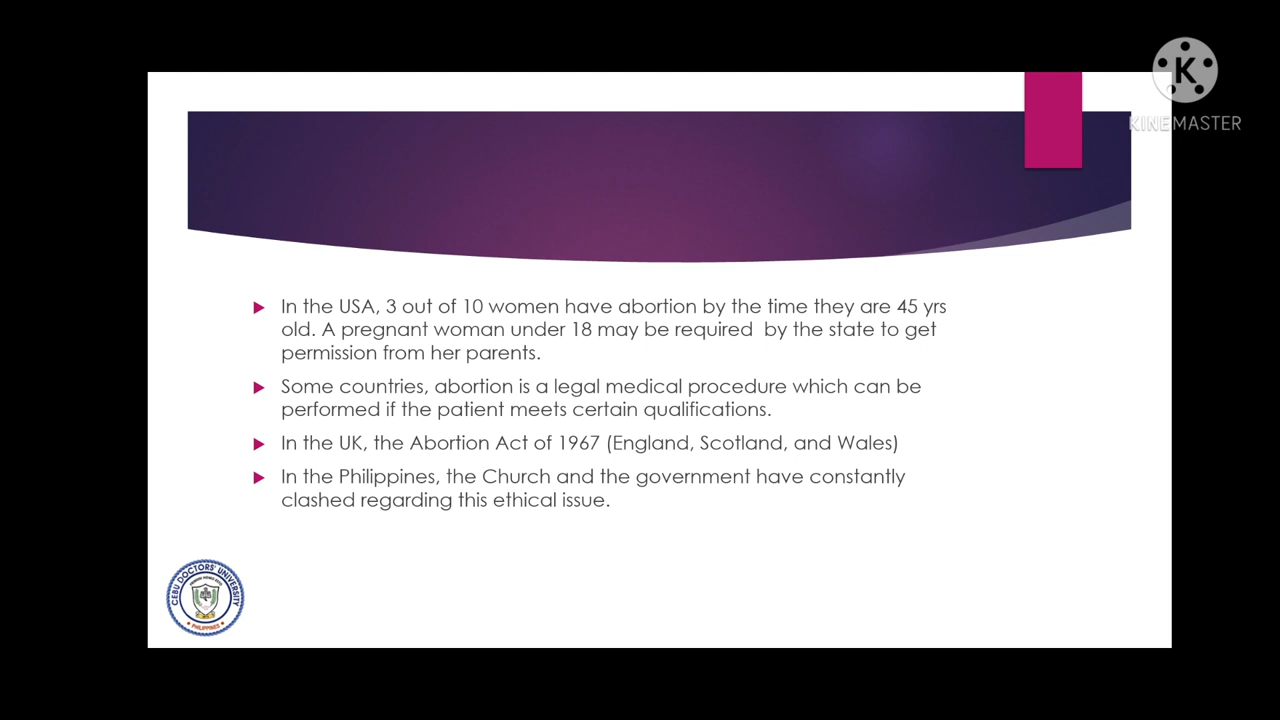 KINEMASTER
In the USA, 3 out of 10 women have abortion by the time they are 45 yrs
old. A pregnant woman under 18 may be required  by the state to get
permission from her parents.
Some countries, abortion is a legal medical procedure which can be
performed if the patient meets certain qualifications.
In the UK, the Abortion Act of 1967 (England, Scotland, and Wales)
In the Philippines, the Church and the government have constantly
clashed regarding this ethical issue.
CEBU DOCTORS' UNIVERSITY
PHILIPPINES